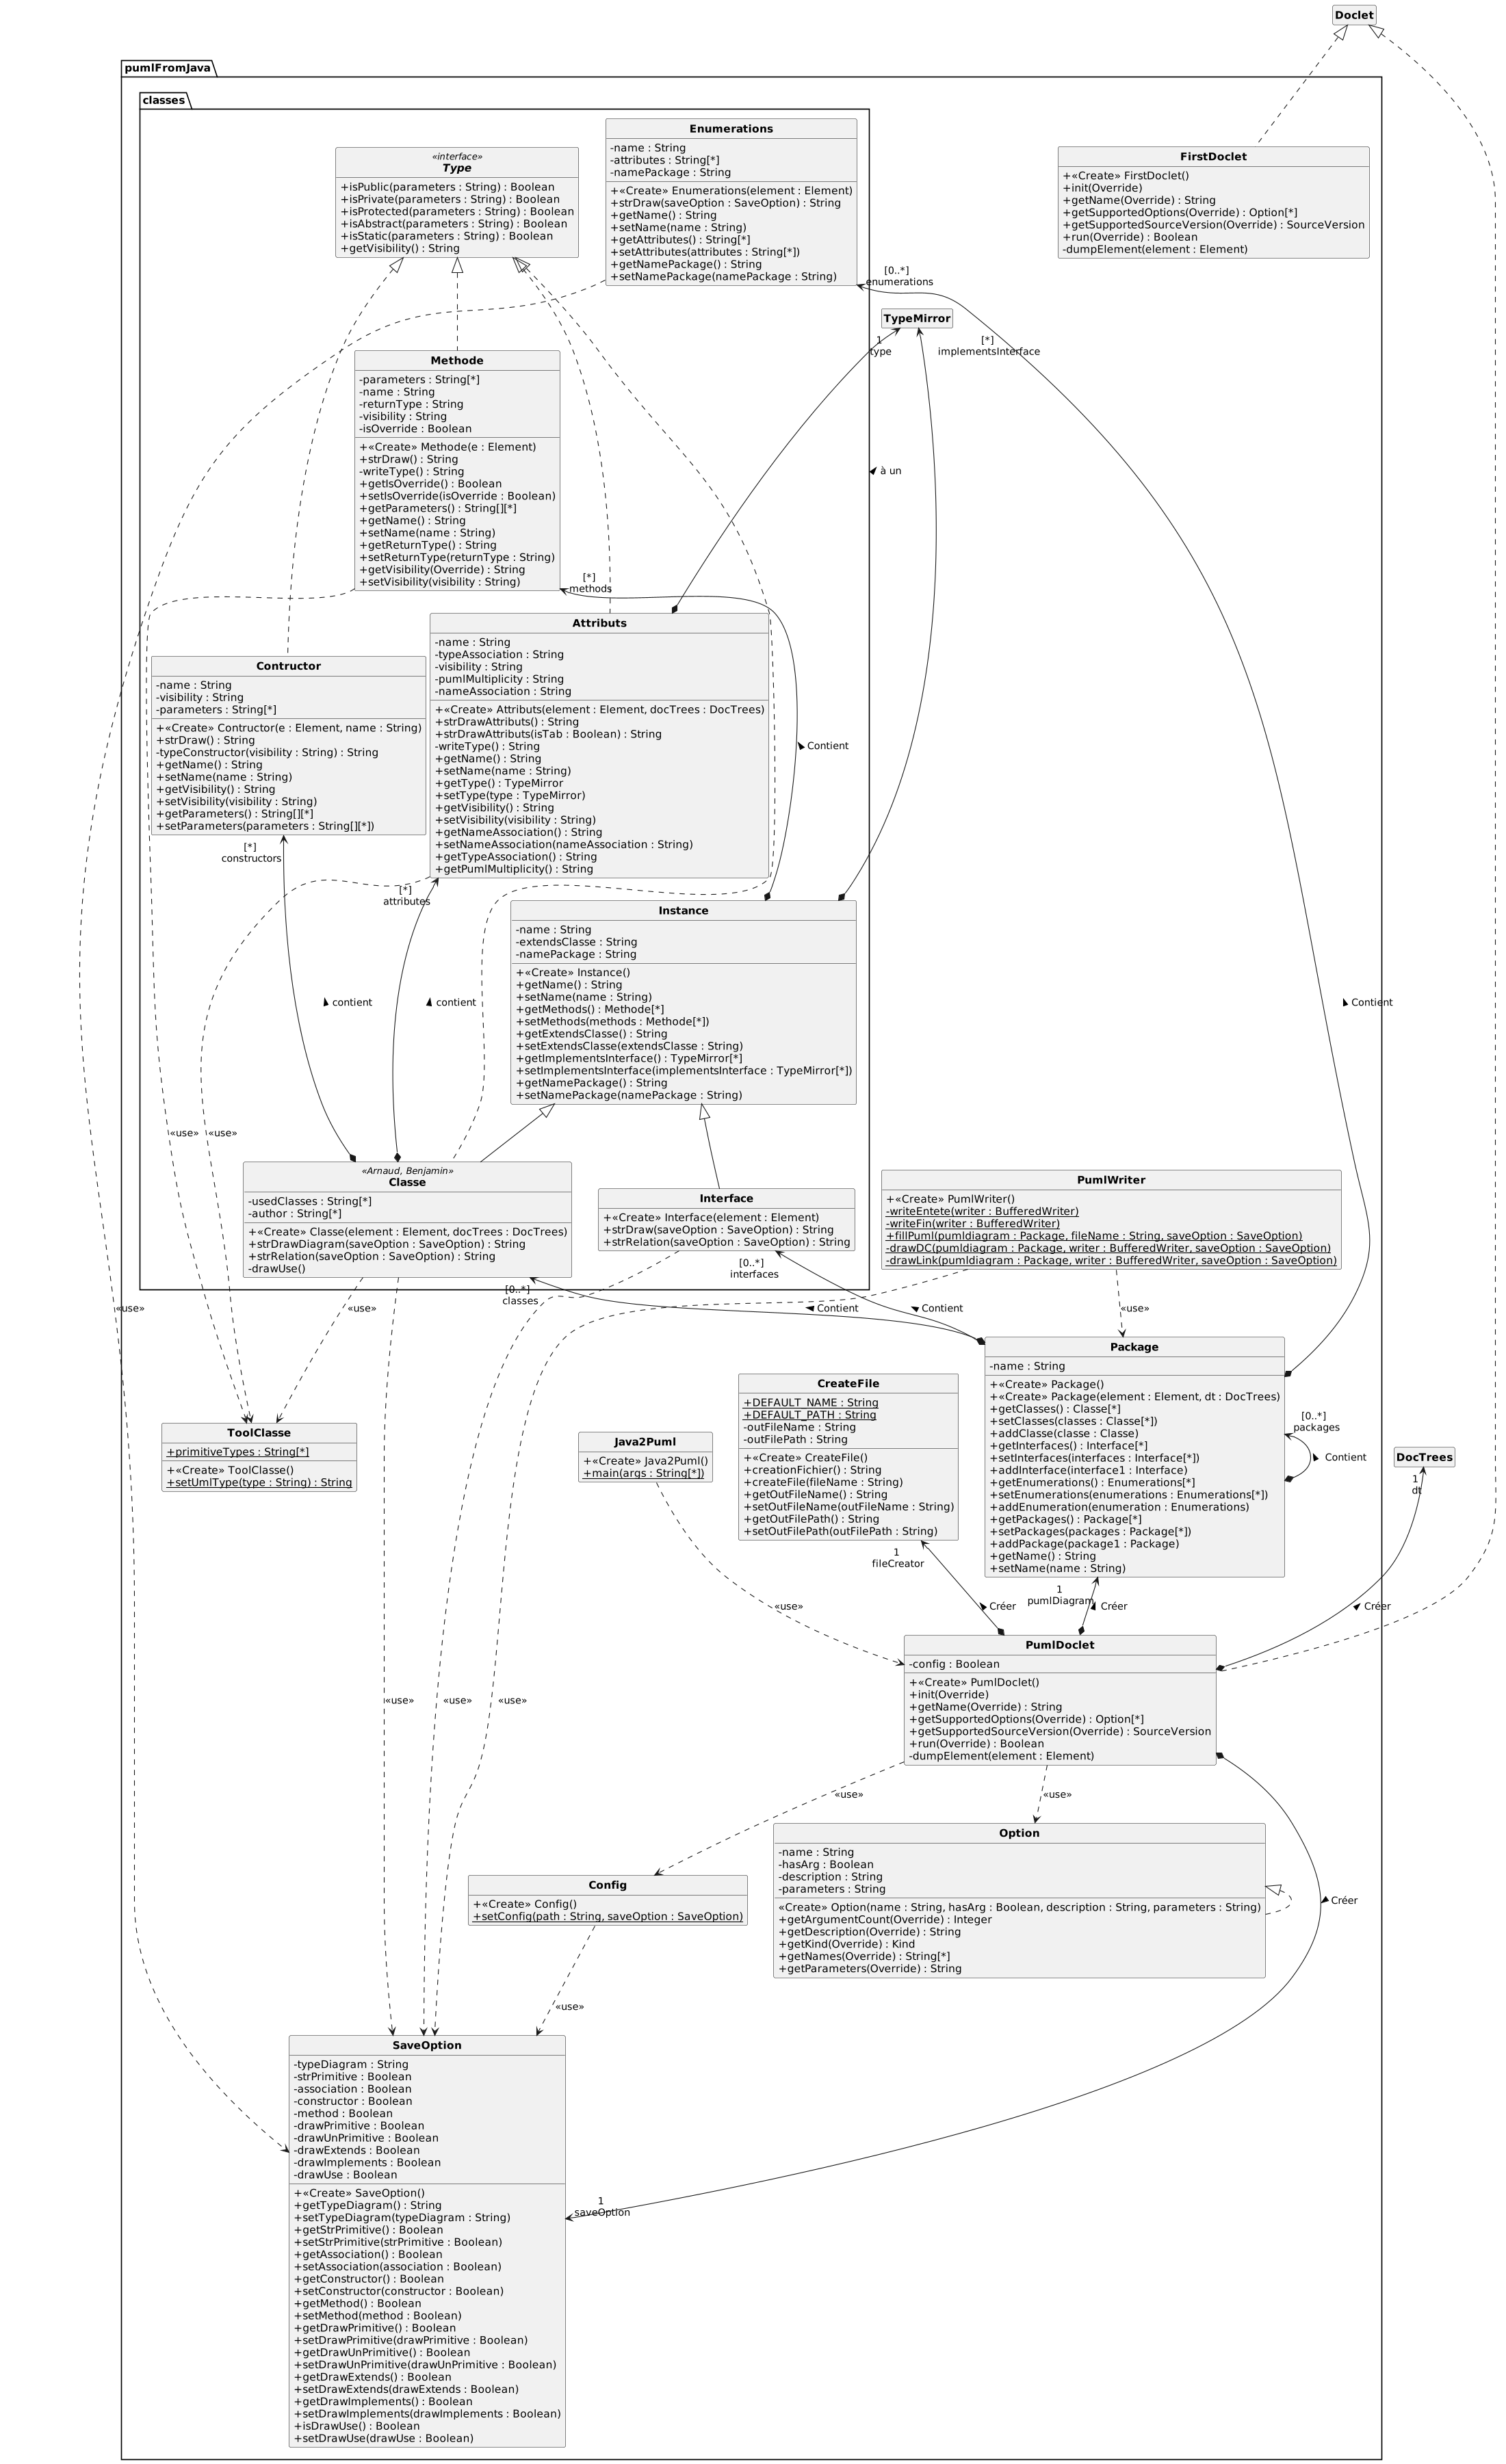 Doclet
pumlFromJava
classes
Enumerations
-name : String
-attributes : String[*]
-namePackage : String
+«Create» Enumerations(element : Element)
+strDraw(saveOption : SaveOption) : String
+getName() : String
+setName(name : String)
+getAttributes() : String[*]
+setAttributes(attributes : String[*])
+getNamePackage() : String
+setNamePackage(namePackage : String)
«interface»
Type
+isPublic(parameters : String) : Boolean
+isPrivate(parameters : String) : Boolean
+isProtected(parameters : String) : Boolean
+isAbstract(parameters : String) : Boolean
+isStatic(parameters : String) : Boolean
+getVisibility() : String
FirstDoclet
+«Create» FirstDoclet()
+init(Override)
+getName(Override) : String
+getSupportedOptions(Override) : Option[*]
+getSupportedSourceVersion(Override) : SourceVersion
+run(Override) : Boolean
-dumpElement(element : Element)
[0..*]
enumerations
TypeMirror
1
type
[*]
implementsInterface
Methode
-parameters : String[*]
-name : String
-returnType : String
-visibility : String
-isOverride : Boolean
+«Create» Methode(e : Element)
+strDraw() : String
-writeType() : String
+getIsOverride() : Boolean
+setIsOverride(isOverride : Boolean)
+getParameters() : String[][*]
+getName() : String
+setName(name : String)
+getReturnType() : String
+setReturnType(returnType : String)
+getVisibility(Override) : String
+setVisibility(visibility : String)
à un
[*]
methods
Attributs
-name : String
-typeAssociation : String
-visibility : String
-pumlMultiplicity : String
-nameAssociation : String
+«Create» Attributs(element : Element, docTrees : DocTrees)
+strDrawAttributs() : String
+strDrawAttributs(isTab : Boolean) : String
-writeType() : String
+getName() : String
+setName(name : String)
+getType() : TypeMirror
+setType(type : TypeMirror)
+getVisibility() : String
+setVisibility(visibility : String)
+getNameAssociation() : String
+setNameAssociation(nameAssociation : String)
+getTypeAssociation() : String
+getPumlMultiplicity() : String
Contructor
-name : String
-visibility : String
-parameters : String[*]
+«Create» Contructor(e : Element, name : String)
+strDraw() : String
-typeConstructor(visibility : String) : String
+getName() : String
+setName(name : String)
+getVisibility() : String
+setVisibility(visibility : String)
+getParameters() : String[][*]
+setParameters(parameters : String[][*])
Contient
[*]
constructors
[*]
attributes
Instance
-name : String
-extendsClasse : String
-namePackage : String
+«Create» Instance()
+getName() : String
+setName(name : String)
+getMethods() : Methode[*]
+setMethods(methods : Methode[*])
+getExtendsClasse() : String
+setExtendsClasse(extendsClasse : String)
+getImplementsInterface() : TypeMirror[*]
+setImplementsInterface(implementsInterface : TypeMirror[*])
+getNamePackage() : String
+setNamePackage(namePackage : String)
contient
contient
Contient
«use»
«use»
«Arnaud, Benjamin»
Classe
-usedClasses : String[*]
-author : String[*]
+«Create» Classe(element : Element, docTrees : DocTrees)
+strDrawDiagram(saveOption : SaveOption) : String
+strRelation(saveOption : SaveOption) : String
-drawUse()
Interface
+«Create» Interface(element : Element)
+strDraw(saveOption : SaveOption) : String
+strRelation(saveOption : SaveOption) : String
PumlWriter
+«Create» PumlWriter()
-writeEntete(writer : BufferedWriter)
-writeFin(writer : BufferedWriter)
+fillPuml(pumldiagram : Package, fileName : String, saveOption : SaveOption)
-drawDC(pumldiagram : Package, writer : BufferedWriter, saveOption : SaveOption)
-drawLink(pumldiagram : Package, writer : BufferedWriter, saveOption : SaveOption)
[0..*]
interfaces
[0..*]
classes
«use»
«use»
Contient
Contient
«use»
Package
-name : String
+«Create» Package()
+«Create» Package(element : Element, dt : DocTrees)
+getClasses() : Classe[*]
+setClasses(classes : Classe[*])
+addClasse(classe : Classe)
+getInterfaces() : Interface[*]
+setInterfaces(interfaces : Interface[*])
+addInterface(interface1 : Interface)
+getEnumerations() : Enumerations[*]
+setEnumerations(enumerations : Enumerations[*])
+addEnumeration(enumeration : Enumerations)
+getPackages() : Package[*]
+setPackages(packages : Package[*])
+addPackage(package1 : Package)
+getName() : String
+setName(name : String)
[0..*]
packages
Contient
CreateFile
+DEFAULT_NAME : String
+DEFAULT_PATH : String
-outFileName : String
-outFilePath : String
+«Create» CreateFile()
+creationFichier() : String
+createFile(fileName : String)
+getOutFileName() : String
+setOutFileName(outFileName : String)
+getOutFilePath() : String
+setOutFilePath(outFilePath : String)
ToolClasse
+primitiveTypes : String[*]
+«Create» ToolClasse()
+setUmlType(type : String) : String
Java2Puml
+«Create» Java2Puml()
+main(args : String[*])
DocTrees
1
dt
1
fileCreator
1
pumlDiagram
«use»
Créer
Créer
Créer
PumlDoclet
-config : Boolean
+«Create» PumlDoclet()
+init(Override)
+getName(Override) : String
+getSupportedOptions(Override) : Option[*]
+getSupportedSourceVersion(Override) : SourceVersion
+run(Override) : Boolean
-dumpElement(element : Element)
«use»
«use»
«use»
«use»
«use»
Option
-name : String
-hasArg : Boolean
-description : String
-parameters : String
«Create» Option(name : String, hasArg : Boolean, description : String, parameters : String)
+getArgumentCount(Override) : Integer
+getDescription(Override) : String
+getKind(Override) : Kind
+getNames(Override) : String[*]
+getParameters(Override) : String
Config
+«Create» Config()
+setConfig(path : String, saveOption : SaveOption)
Créer
«use»
SaveOption
-typeDiagram : String
-strPrimitive : Boolean
-association : Boolean
-constructor : Boolean
-method : Boolean
-drawPrimitive : Boolean
-drawUnPrimitive : Boolean
-drawExtends : Boolean
-drawImplements : Boolean
-drawUse : Boolean
+«Create» SaveOption()
+getTypeDiagram() : String
+setTypeDiagram(typeDiagram : String)
+getStrPrimitive() : Boolean
+setStrPrimitive(strPrimitive : Boolean)
+getAssociation() : Boolean
+setAssociation(association : Boolean)
+getConstructor() : Boolean
+setConstructor(constructor : Boolean)
+getMethod() : Boolean
+setMethod(method : Boolean)
+getDrawPrimitive() : Boolean
+setDrawPrimitive(drawPrimitive : Boolean)
+getDrawUnPrimitive() : Boolean
+setDrawUnPrimitive(drawUnPrimitive : Boolean)
+getDrawExtends() : Boolean
+setDrawExtends(drawExtends : Boolean)
+getDrawImplements() : Boolean
+setDrawImplements(drawImplements : Boolean)
+isDrawUse() : Boolean
+setDrawUse(drawUse : Boolean)
1
saveOption